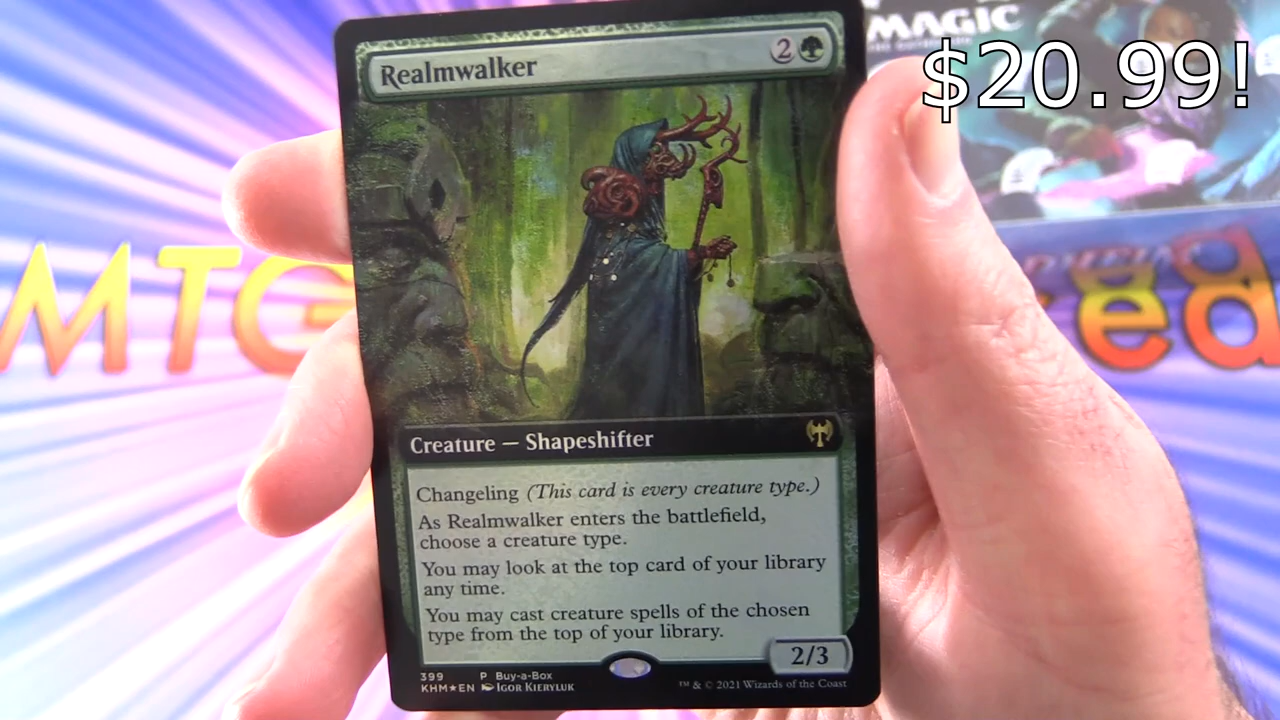 MAGIC
$20.99!
Realmwalker
2
MTG
ed
Creature — Shapeshifter
Changeling (This card is every creature type.)
As Realmwalker enters the battlefield,
choose a creature type.
You may look at the top card of your library
any time.
You may cast creature spells of the chosen
type from the top of your library.
2/3
399 P Buy-a-Box
KHM★EN Igor Kieryluk
™ & © 2021 Wizards of the Coast